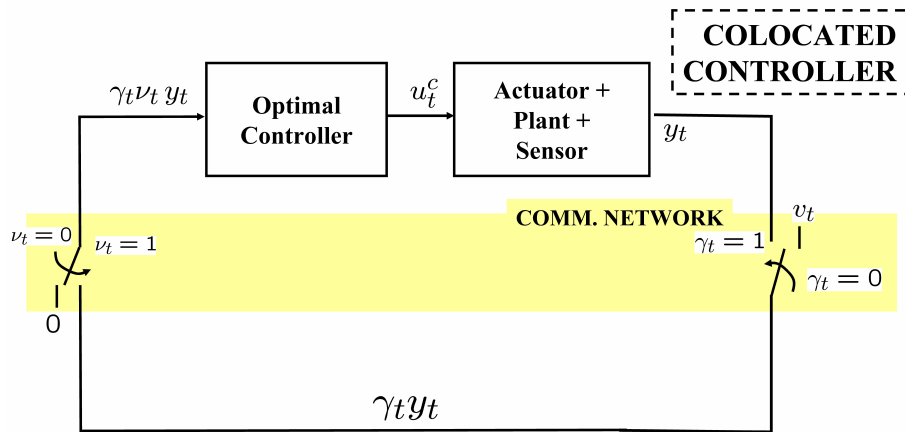 COLOCATED
CONTROLLER
γₜνₜ yₜ
Optimal
Controller
uₜᶜ
Actuator +
Plant +
Sensor
yₜ
COMM. NETWORK
νₜ = 0
νₜ = 1
0
vₜ
γₜ = 1
γₜ = 0
γₜyₜ